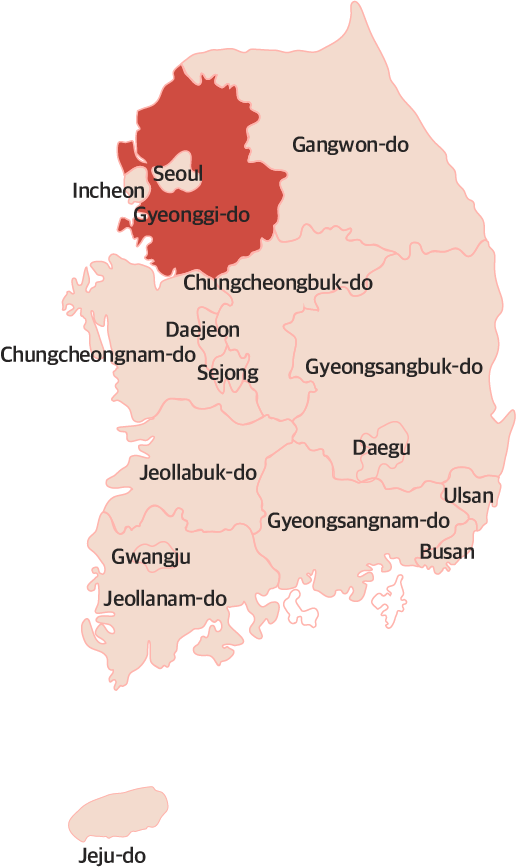 Gangwon-do
Seoul
Incheon
Gyeonggi-do
Chungcheongbuk-do
Daejeon
Chungcheongnam-do
Sejong
Gyeongsangbuk-do
Daegu
Jeollabuk-do
Ulsan
Gyeongsangnam-do
Busan
Gwangju
Jeollanam-do
Jeju-do